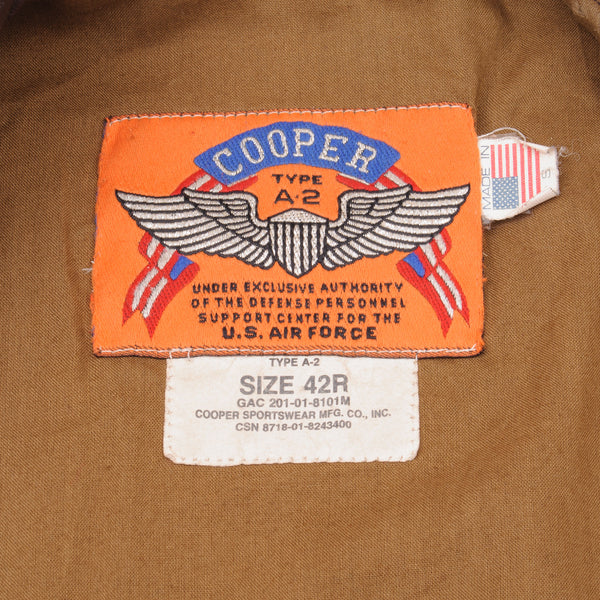 COOPER
TYPE
A-2
UNDER EXCLUSIVE AUTHORITY
OF THE DEFENSE PERSONNEL
SUPPORT CENTER FOR THE
U.S. AIR FORCE
MADE IN
TYPE A-2
SIZE 42R
GAC 201-01-8101M
COOPER SPORTSWEAR MFG. CO., INC.
CSN 8718-01-8243400